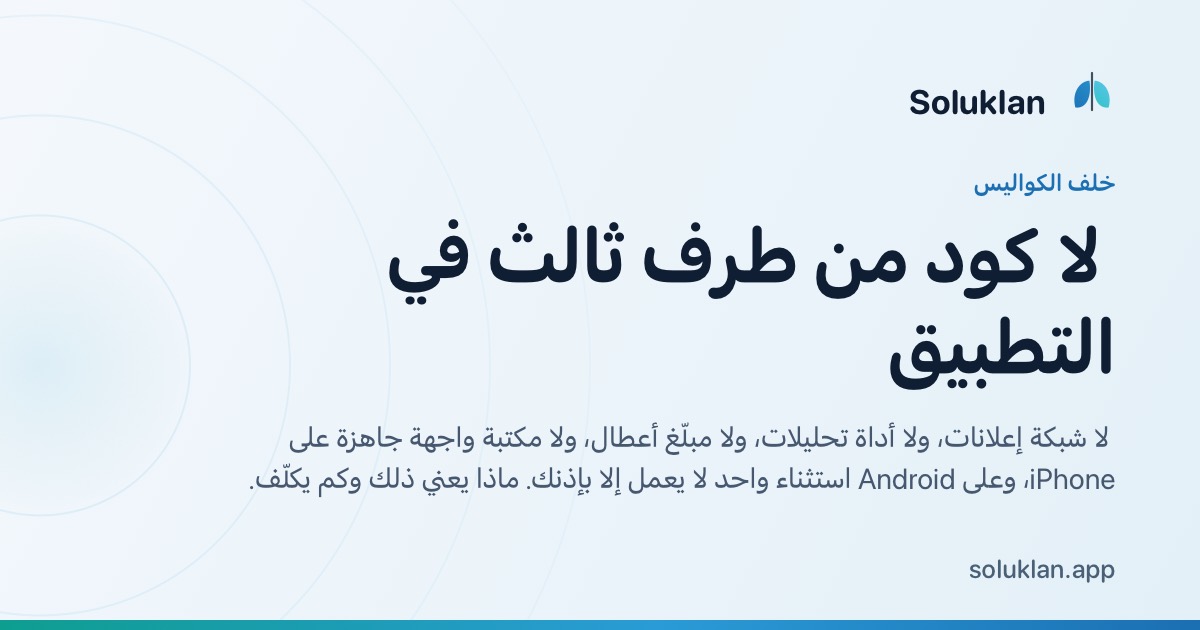 Soluklan
خلف الكواليس
لا كود من طرف ثالث في
التطبيق
لا شبكة إعلانات، ولا أداة تحليلات، ولا مبلّغ أعطال، ولا مكتبة واجهة جاهزة على
iPhone، وعلى Android استثناء واحد لا يعمل إلا بإذنك. ماذا يعني ذلك وكم يكلّف.
soluklan.app